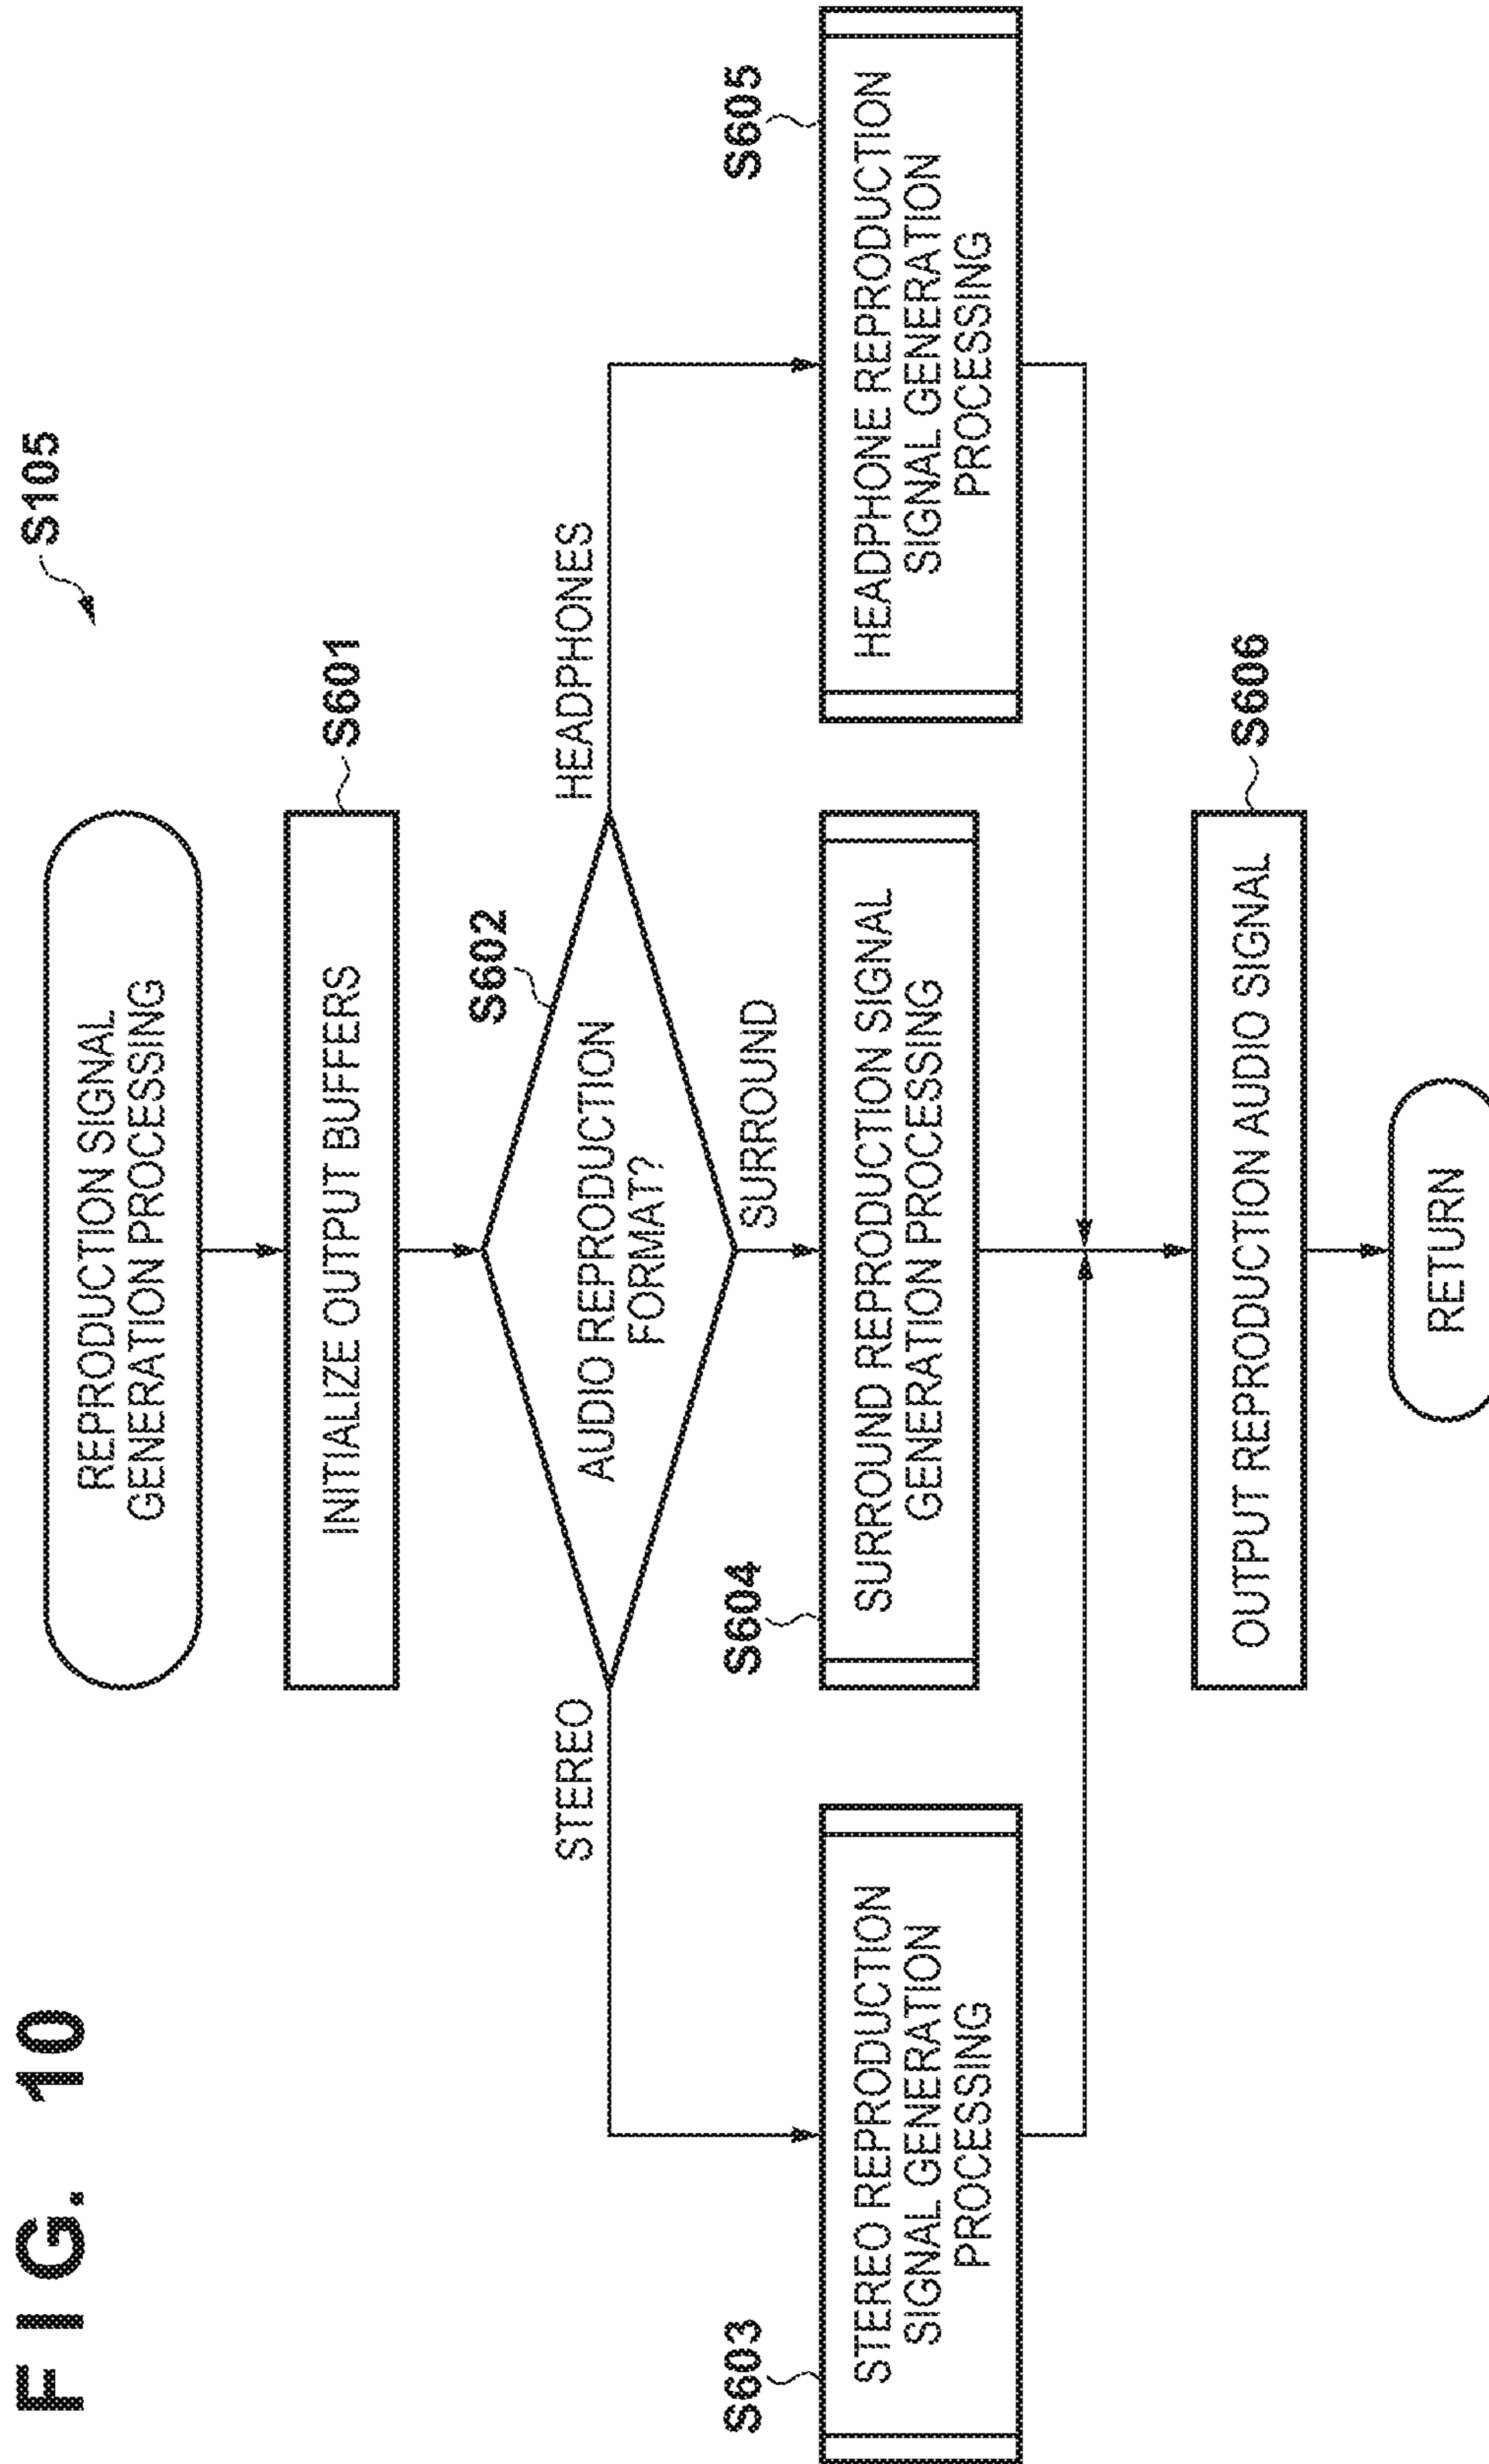 FIG. 10
S105
REPRODUCTION SIGNAL
GENERATION PROCESSING
S601
INITIALIZE OUTPUT BUFFERS
S602
AUDIO REPRODUCTION
FORMAT?
STEREO
HEADPHONES
SURROUND
S603
STEREO REPRODUCTION
SIGNAL GENERATION
PROCESSING
S604
SURROUND REPRODUCTION SIGNAL
GENERATION PROCESSING
S605
HEADPHONE REPRODUCTION
SIGNAL GENERATION
PROCESSING
S606
OUTPUT REPRODUCTION AUDIO SIGNAL
RETURN